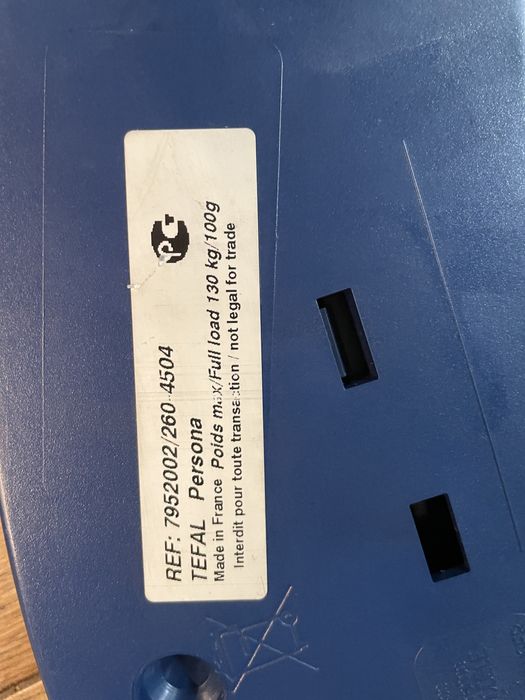 REF: 7952002/260-4504
TEFAL Persona
Made in France Poids max/Full load 130 kg/100g
Interdit pour toute transaction / not legal for trade